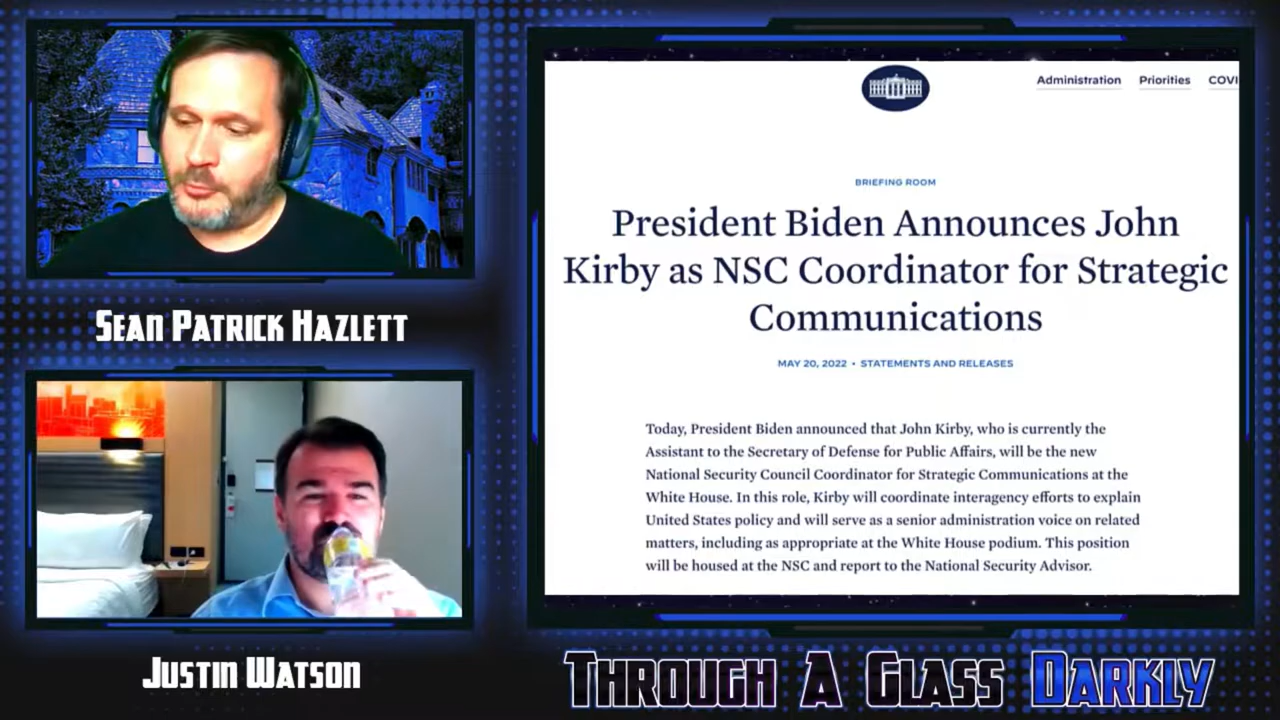 SEAN PATRICK HAZLETT
JUSTIN WATSON
Administration Priorities COVI
BRIEFING ROOM
President Biden Announces John
Kirby as NSC Coordinator for Strategic
Communications
MAY 20, 2022 • STATEMENTS AND RELEASES
Today, President Biden announced that John Kirby, who is currently the
Assistant to the Secretary of Defense for Public Affairs, will be the new
National Security Council Coordinator for Strategic Communications at the
White House. In this role, Kirby will coordinate interagency efforts to explain
United States policy and will serve as a senior administration voice on related
matters, including as appropriate at the White House podium. This position
will be housed at the NSC and report to the National Security Advisor.
THROUGH A GLASS DARKLY